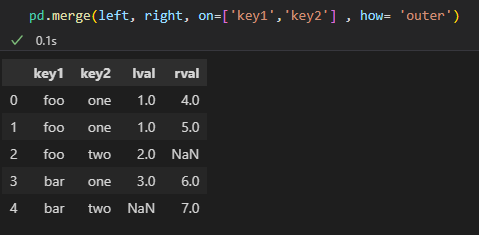 pd.merge(left, right, on=['key1','key2'] , how= 'outer')
0.1s
key1 key2 lval rval
0 foo one 1.0 4.0
1 foo one 1.0 5.0
2 foo two 2.0 NaN
3 bar one 3.0 6.0
4 bar two NaN 7.0